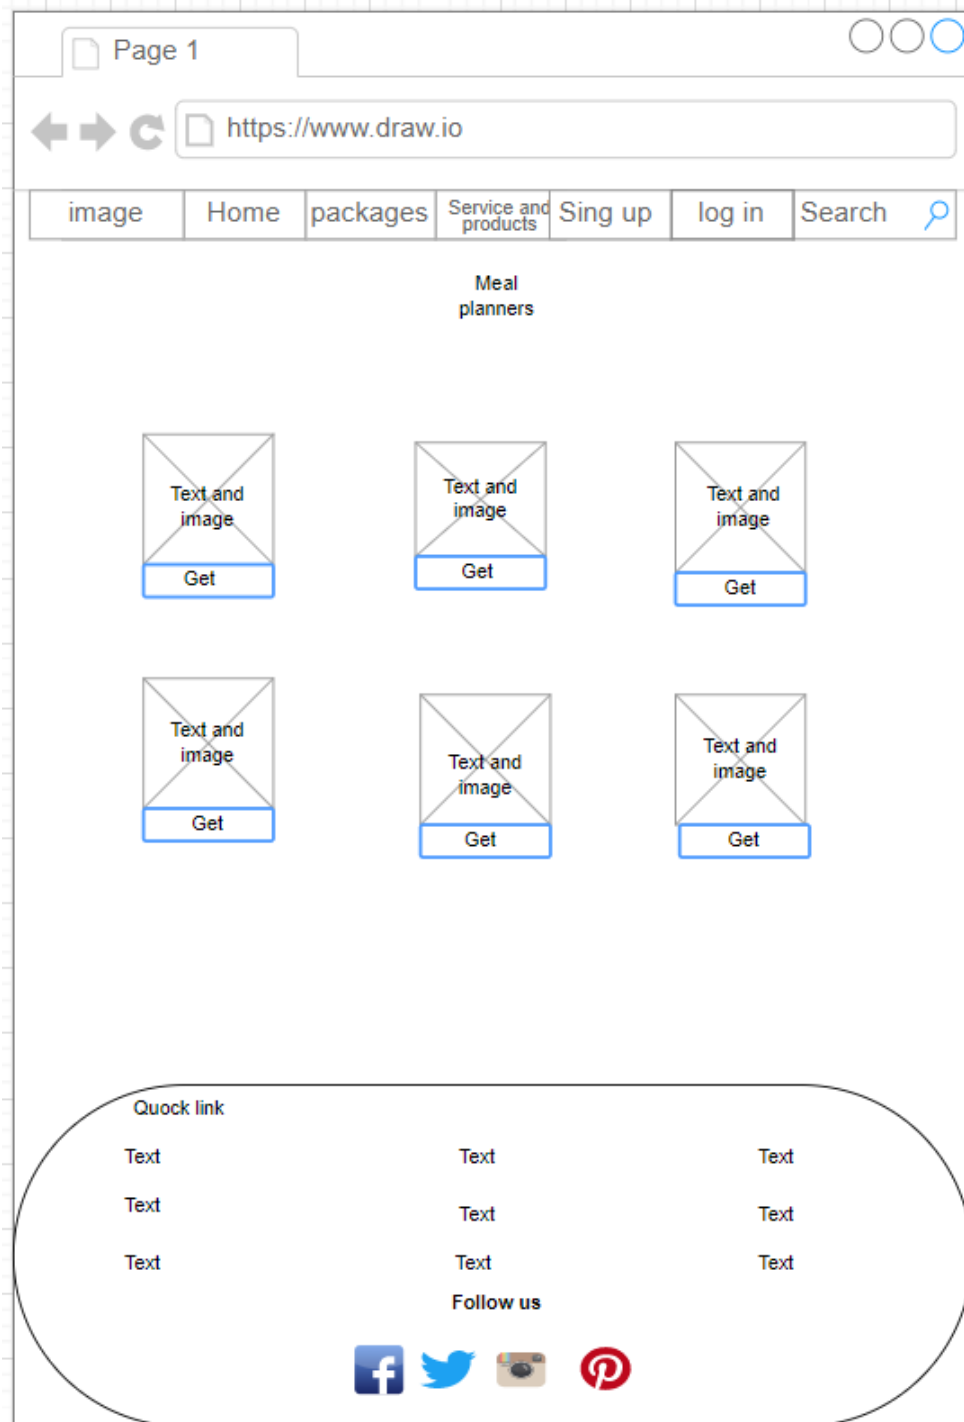 Page 1
https://www.draw.io
image Home packages Service and products Sing up log in Search
Meal
planners
Text and
image
Get
Text and
image
Get
Text and
image
Get
Text and
image
Get
Text and
image
Get
Text and
image
Get
Quock link
Text Text Text
Text Text Text
Text Text Text
Follow us